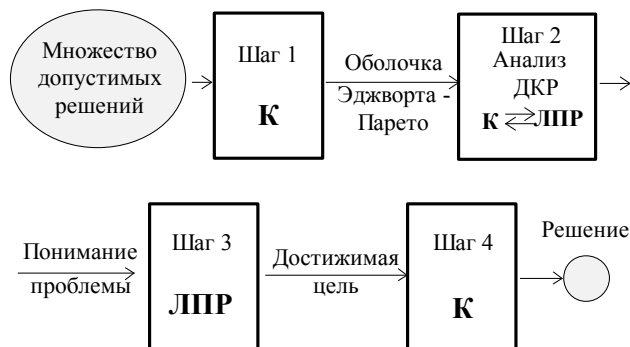 Множество
допустимых
решений
Шаг 1
К
Оболочка
Эджворта -
Парето
Шаг 2
Анализ
ДКР
К ЛПР
Понимание
проблемы
Шаг 3
ЛПР
Достижимая
цель
Шаг 4
К
Решение